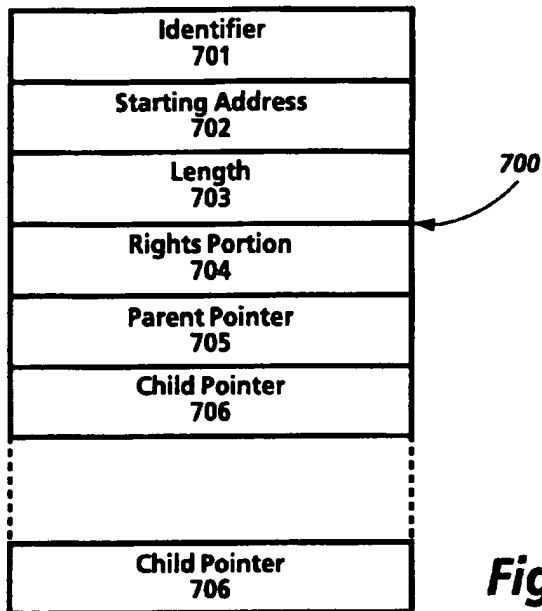 Identifier
701
Starting Address
702
Length
703
700
Rights Portion
704
Parent Pointer
705
Child Pointer
706
Child Pointer
706
Fig